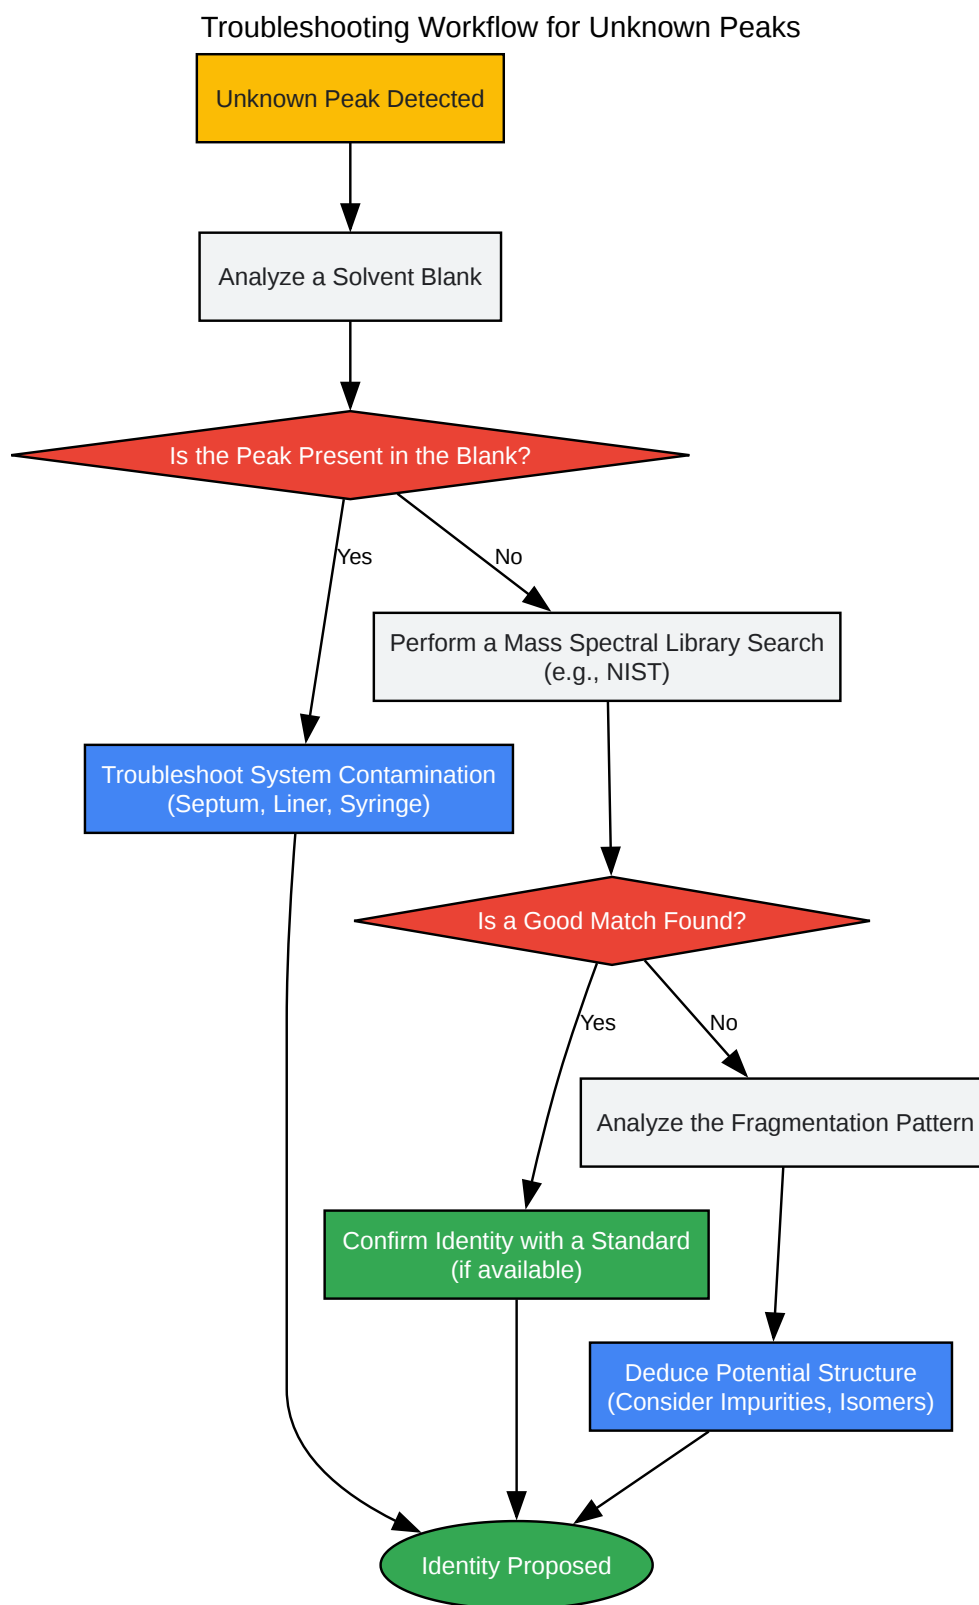 Troubleshooting Workflow for Unknown Peaks
Unknown Peak Detected
Analyze a Solvent Blank
Is the Peak Present in the Blank?
Yes
No
Perform a Mass Spectral Library Search
(e.g., NIST)
Troubleshoot System Contamination
(Septum, Liner, Syringe)
Is a Good Match Found?
Yes
No
Analyze the Fragmentation Pattern
Confirm Identity with a Standard
(if available)
Deduce Potential Structure
(Consider Impurities, Isomers)
Identity Proposed